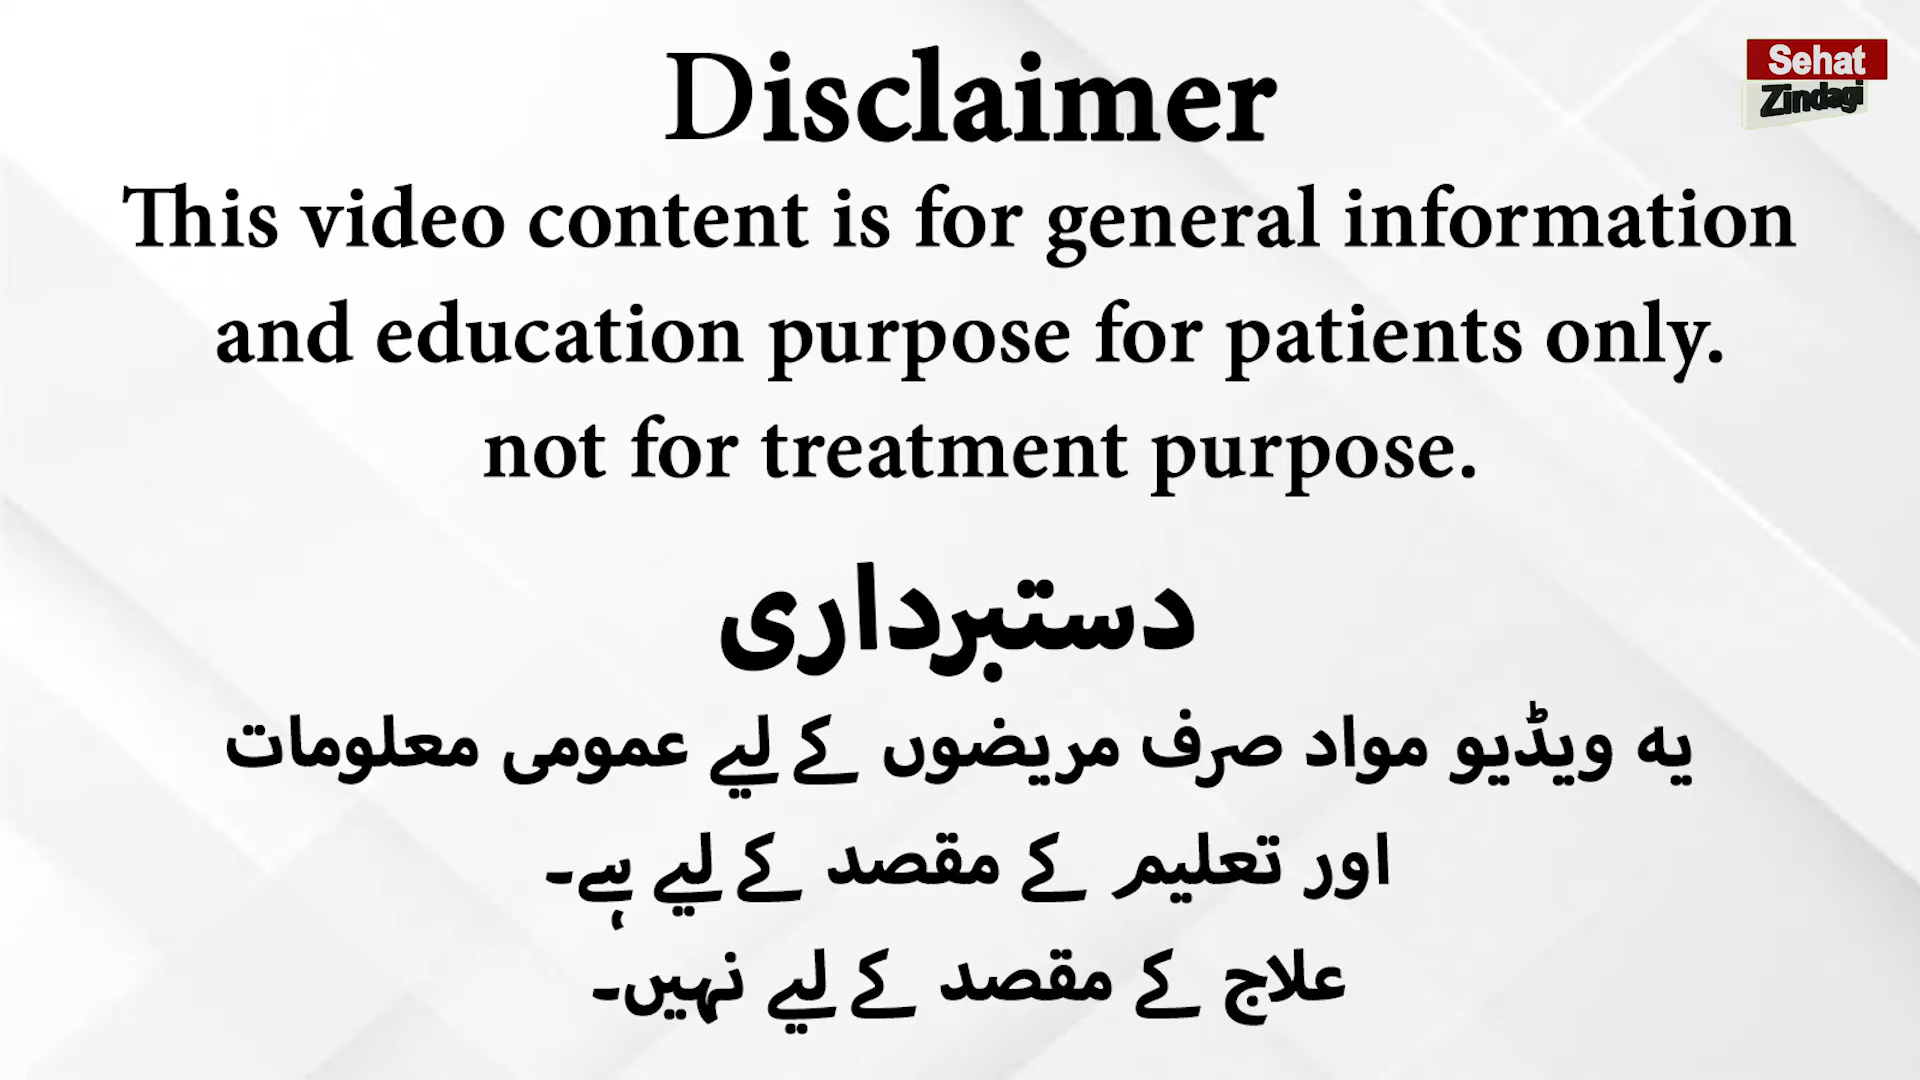 Disclaimer
Sehat
Zindagi
This video content is for general information
and education purpose for patients only.
not for treatment purpose.
دستبرداری
یہ ویڈیو مواد صرف مریضوں کے لیے عمومی معلومات
اور تعلیم کے مقصد کے لیے ہے۔
علاج کے مقصد کے لیے نہیں۔